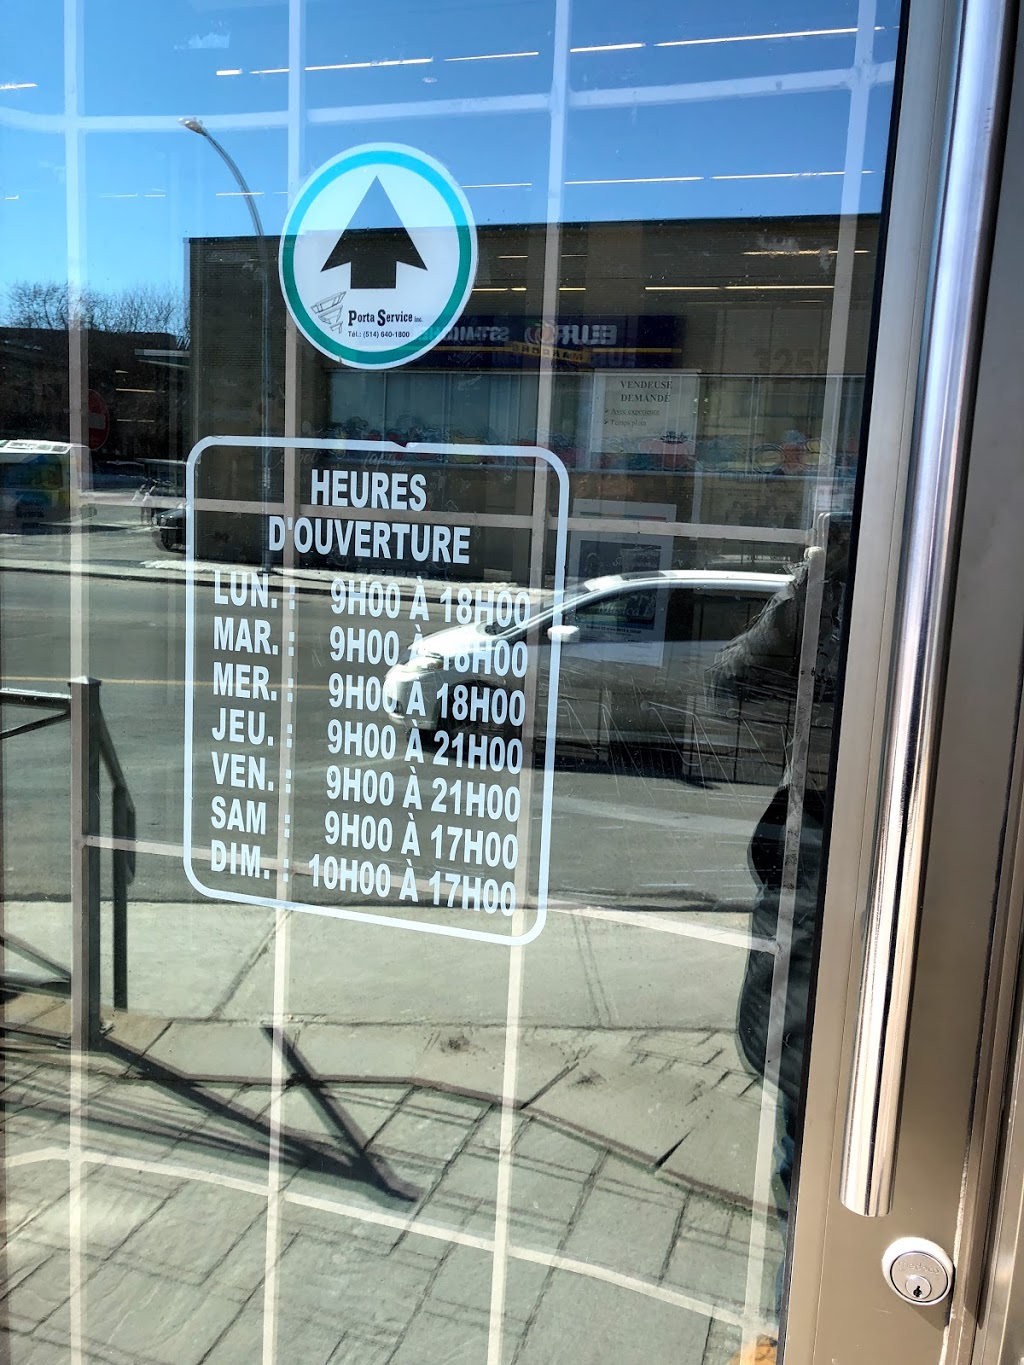 Porta Service inc.
Tél.: (514) 640-1800
VENDEUSE
DEMANDÉ
HEURES
D'OUVERTURE
LUN. : 9H00 À 18H00
MAR. : 9H00 À 18H00
MER. : 9H00 À 18H00
JEU. : 9H00 À 21H00
VEN. : 9H00 À 21H00
SAM : 9H00 À 17H00
DIM. : 10H00 À 17H00